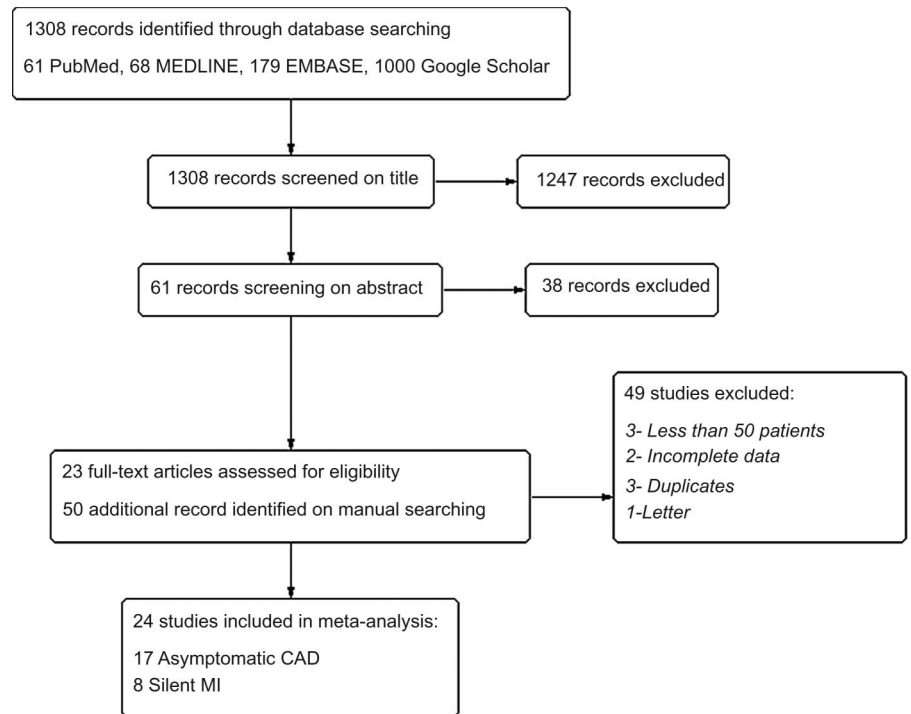 1308 records identified through database searching
61 PubMed, 68 MEDLINE, 179 EMBASE, 1000 Google Scholar
1308 records screened on title
1247 records excluded
61 records screening on abstract
38 records excluded
49 studies excluded:
3- Less than 50 patients
2- Incomplete data
3- Duplicates
1-Letter
23 full-text articles assessed for eligibility
50 additional record identified on manual searching
24 studies included in meta-analysis:
17 Asymptomatic CAD
8 Silent MI